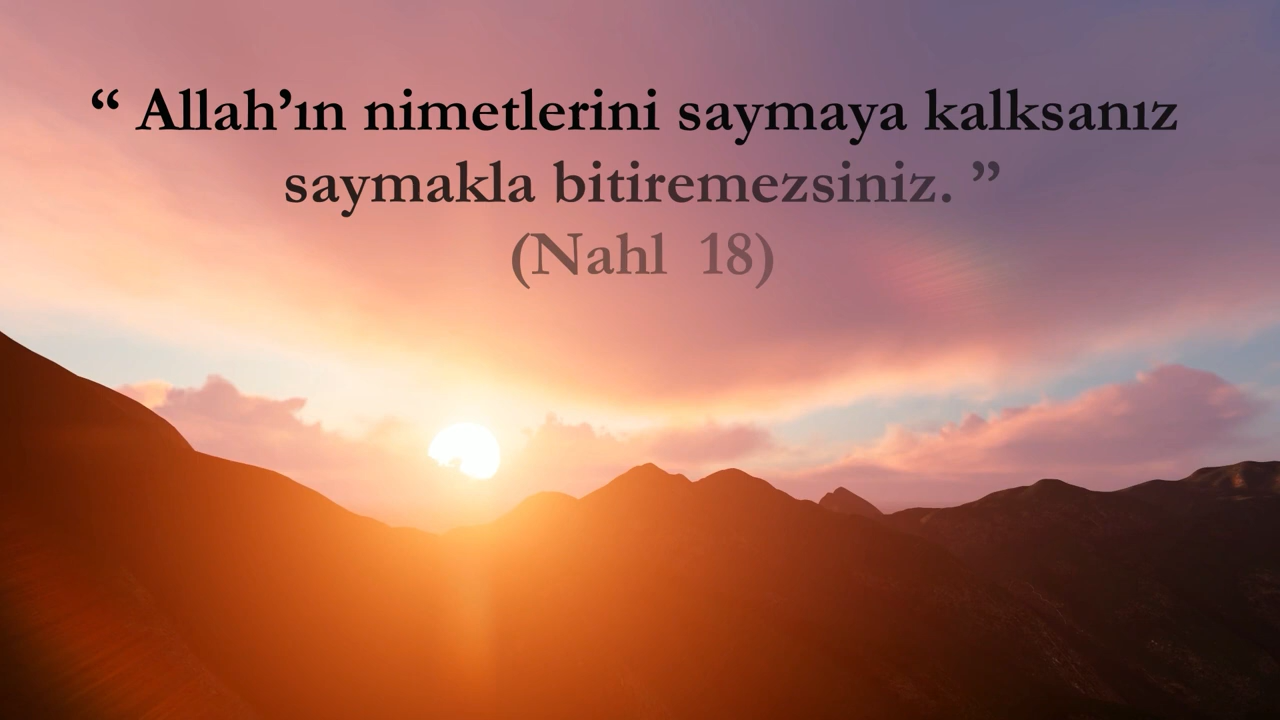 “ Allah’ın nimetlerini saymaya kalksanız
saymakla bitiremezsiniz. ”
(Nahl 18)